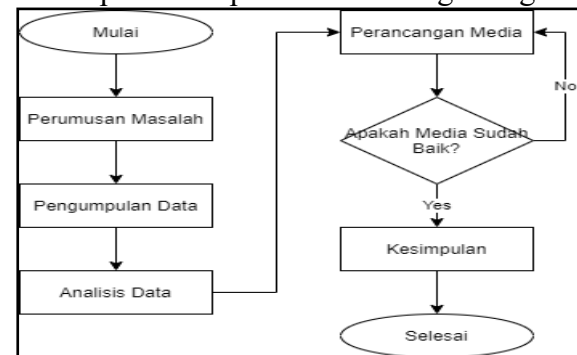 Mulai
Perumusan Masalah
Pengumpulan Data
Analisis Data
Perancangan Media
No
Apakah Media Sudah
Baik?
Yes
Kesimpulan
Selesai